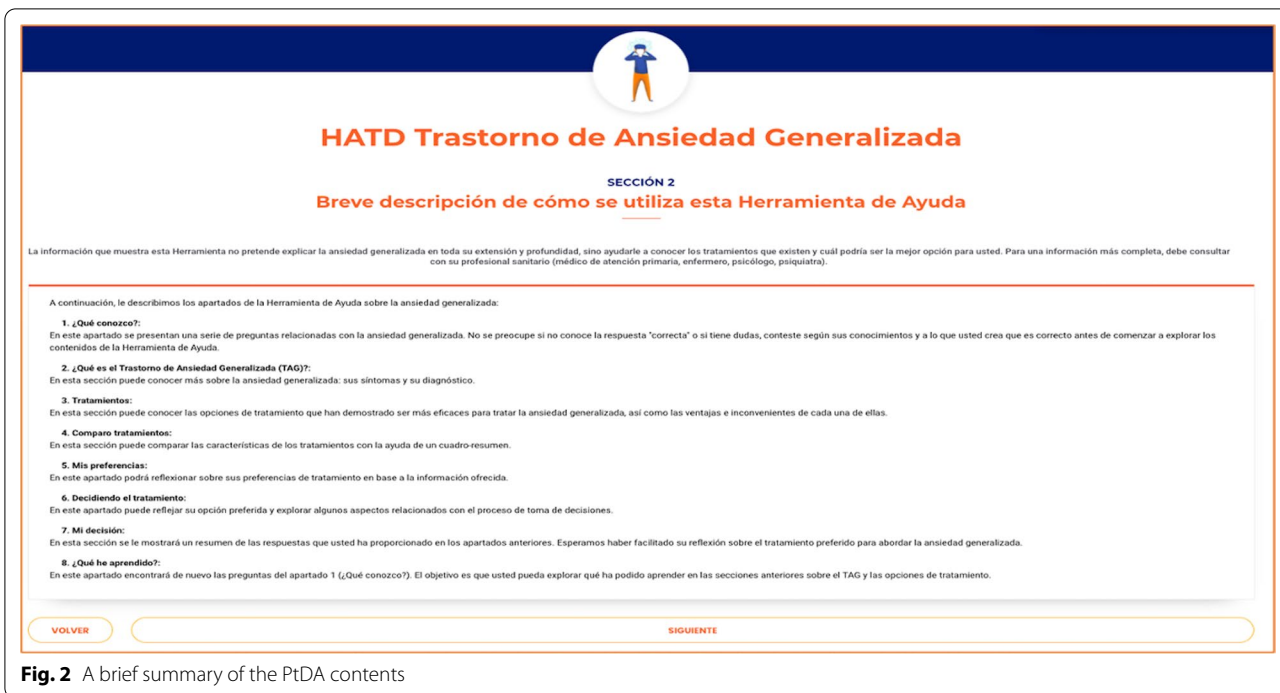 HATD Trastorno de Ansiedad Generalizada
SECCIÓN 2
Breve descripción de cómo se utiliza esta Herramienta de Ayuda
La información que muestra esta Herramienta no pretende explicar la ansiedad generalizada en toda su extensión y profundidad, sino ayudarle a conocer los tratamientos que existen y cuál podría ser la mejor opción para usted. Para una información más completa, debe consultar
con su profesional sanitario (médico de atención primaria, enfermero, psicólogo, psiquiatra).
A continuación, le describimos los apartados de la Herramienta de Ayuda sobre la ansiedad generalizada:
1. ¿Qué conozco?:
En este apartado se presentan una serie de preguntas relacionadas con la ansiedad generalizada. No se preocupe si no conoce la respuesta "correcta" o si tiene dudas, conteste según sus conocimientos y a lo que usted crea que es correcto antes de comenzar a explorar los
contenidos de la Herramienta de Ayuda.
2. ¿Qué es el Trastorno de Ansiedad Generalizada (TAG)?:
En esta sección puede conocer más sobre la ansiedad generalizada: sus síntomas y su diagnóstico.
3. Tratamientos:
En esta sección puede conocer las opciones de tratamiento que han demostrado ser más eficaces para tratar la ansiedad generalizada, así como las ventajas e inconvenientes de cada una de ellas.
4. Comparo tratamientos:
En esta sección puede comparar las características de los tratamientos con la ayuda de un cuadro-resumen.
5. Mis preferencias:
En este apartado podrá reflexionar sobre sus preferencias de tratamiento en base a la información ofrecida.
6. Decidiendo el tratamiento:
En este apartado puede reflejar su opción preferida y explorar algunos aspectos relacionados con el proceso de toma de decisiones.
7. Mi decisión:
En esta sección se le mostrará un resumen de las respuestas que usted ha proporcionado en los apartados anteriores. Esperamos haber facilitado su reflexión sobre el tratamiento preferido para abordar la ansiedad generalizada.
8. ¿Qué he aprendido?:
En este apartado encontrará de nuevo las preguntas del apartado 1 (¿Qué conozco?). El objetivo es que usted pueda explorar qué ha podido aprender en las secciones anteriores sobre el TAG y las opciones de tratamiento.
VOLVER
SIGUIENTE
Fig. 2 A brief summary of the PtDA contents